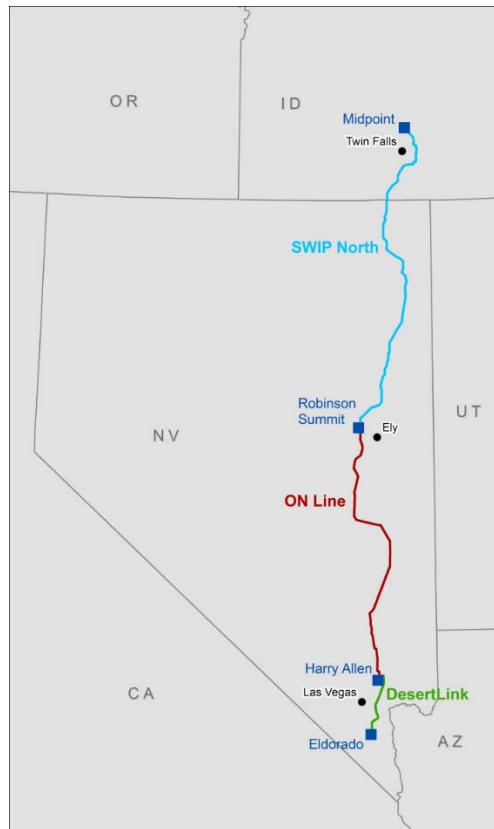 OR
ID
Midpoint
Twin Falls
SWIP North
Robinson
Summit
Ely
UT
NV
ON Line
Harry Allen
Las Vegas
DesertLink
CA
Eldorado
AZ